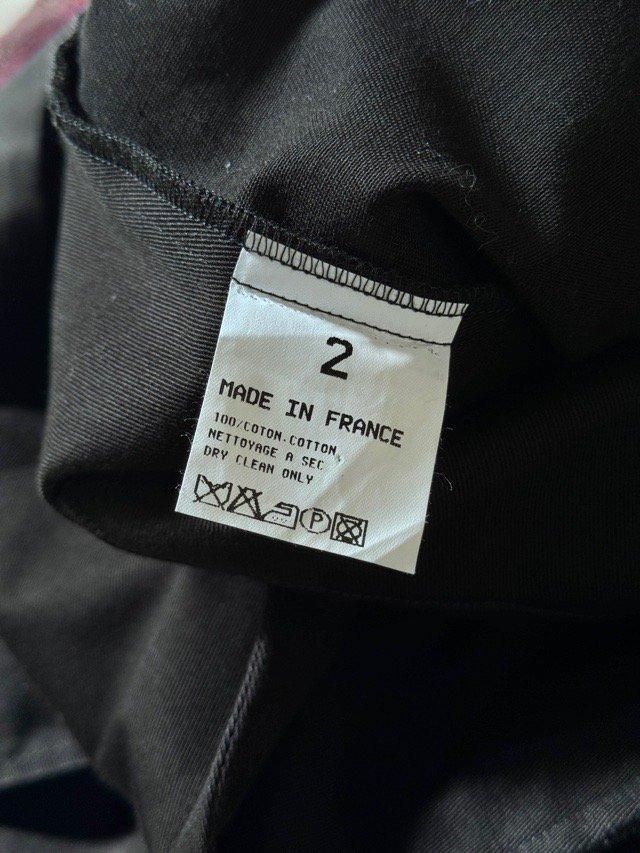 2
MADE IN FRANCE
100/COTON.COTTON.
NETTOYAGE A SEC
DRY CLEAN ONLY
P